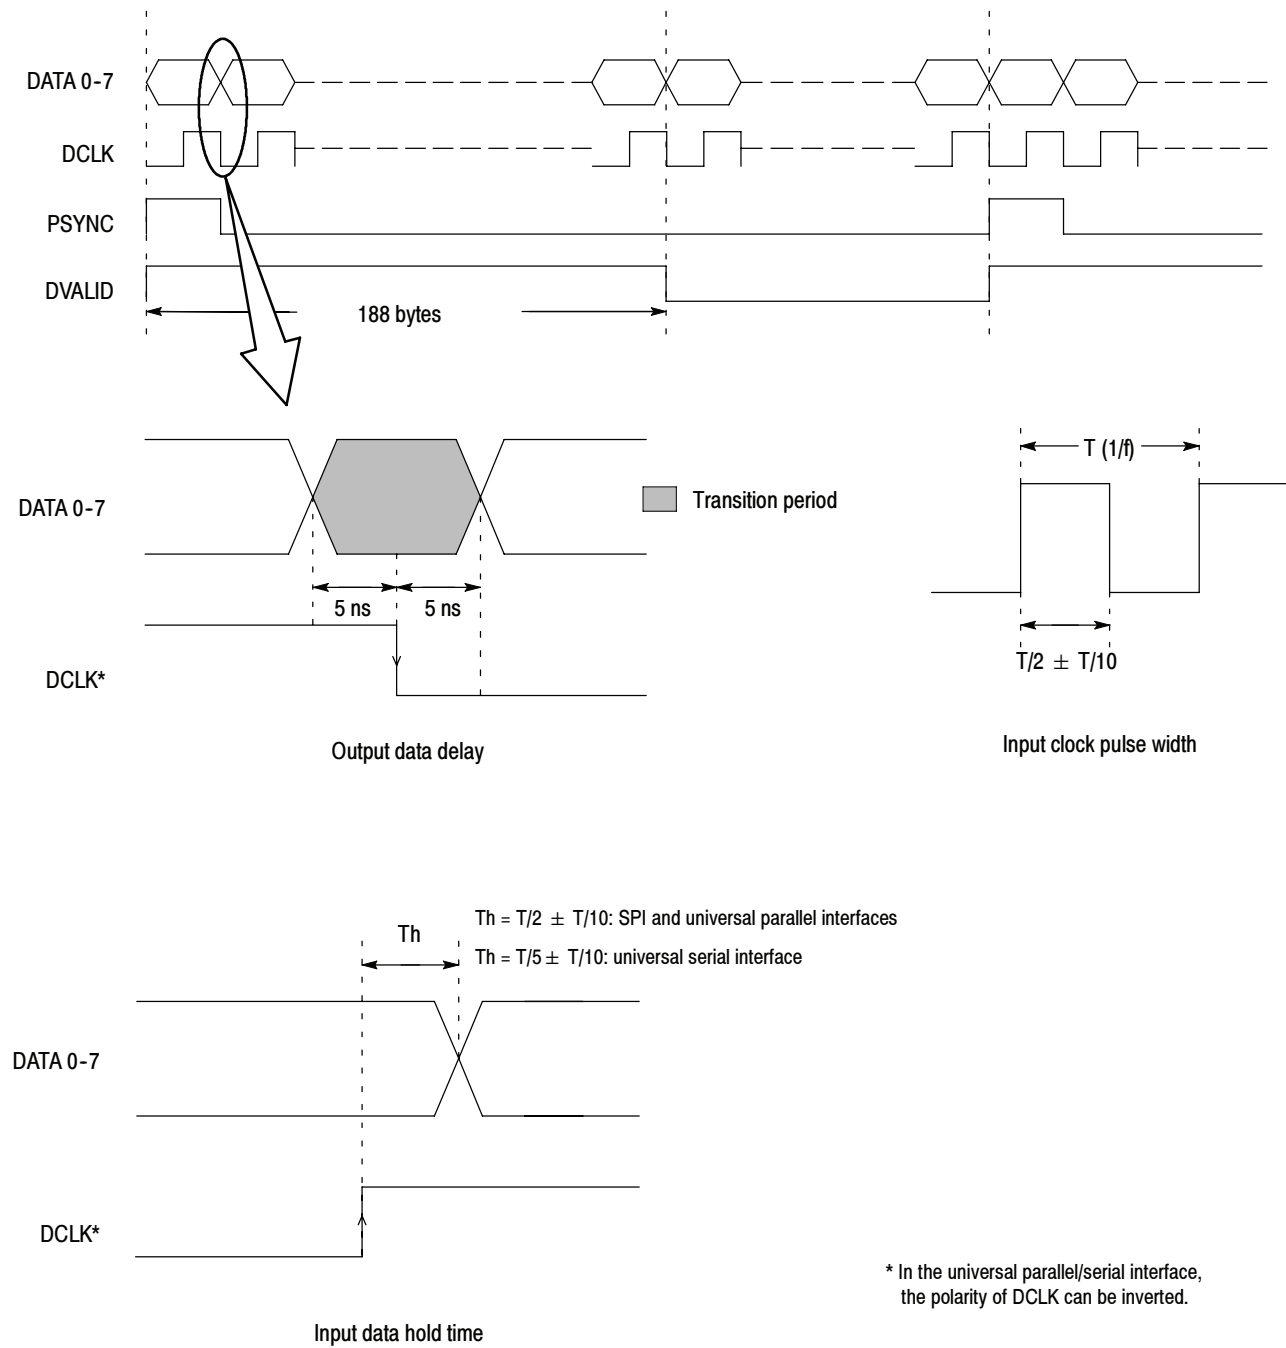 DATA 0-7
DCLK
PSYNC
DVALID
188 bytes
T (1/f)
DATA 0-7
Transition period
5 ns
5 ns
T/2 ± T/10
DCLK*
Output data delay
Input clock pulse width
Th = T/2 ± T/10: SPI and universal parallel interfaces
Th
Th = T/5 ± T/10: universal serial interface
DATA 0-7
DCLK*
* In the universal parallel/serial interface,
the polarity of DCLK can be inverted.
Input data hold time